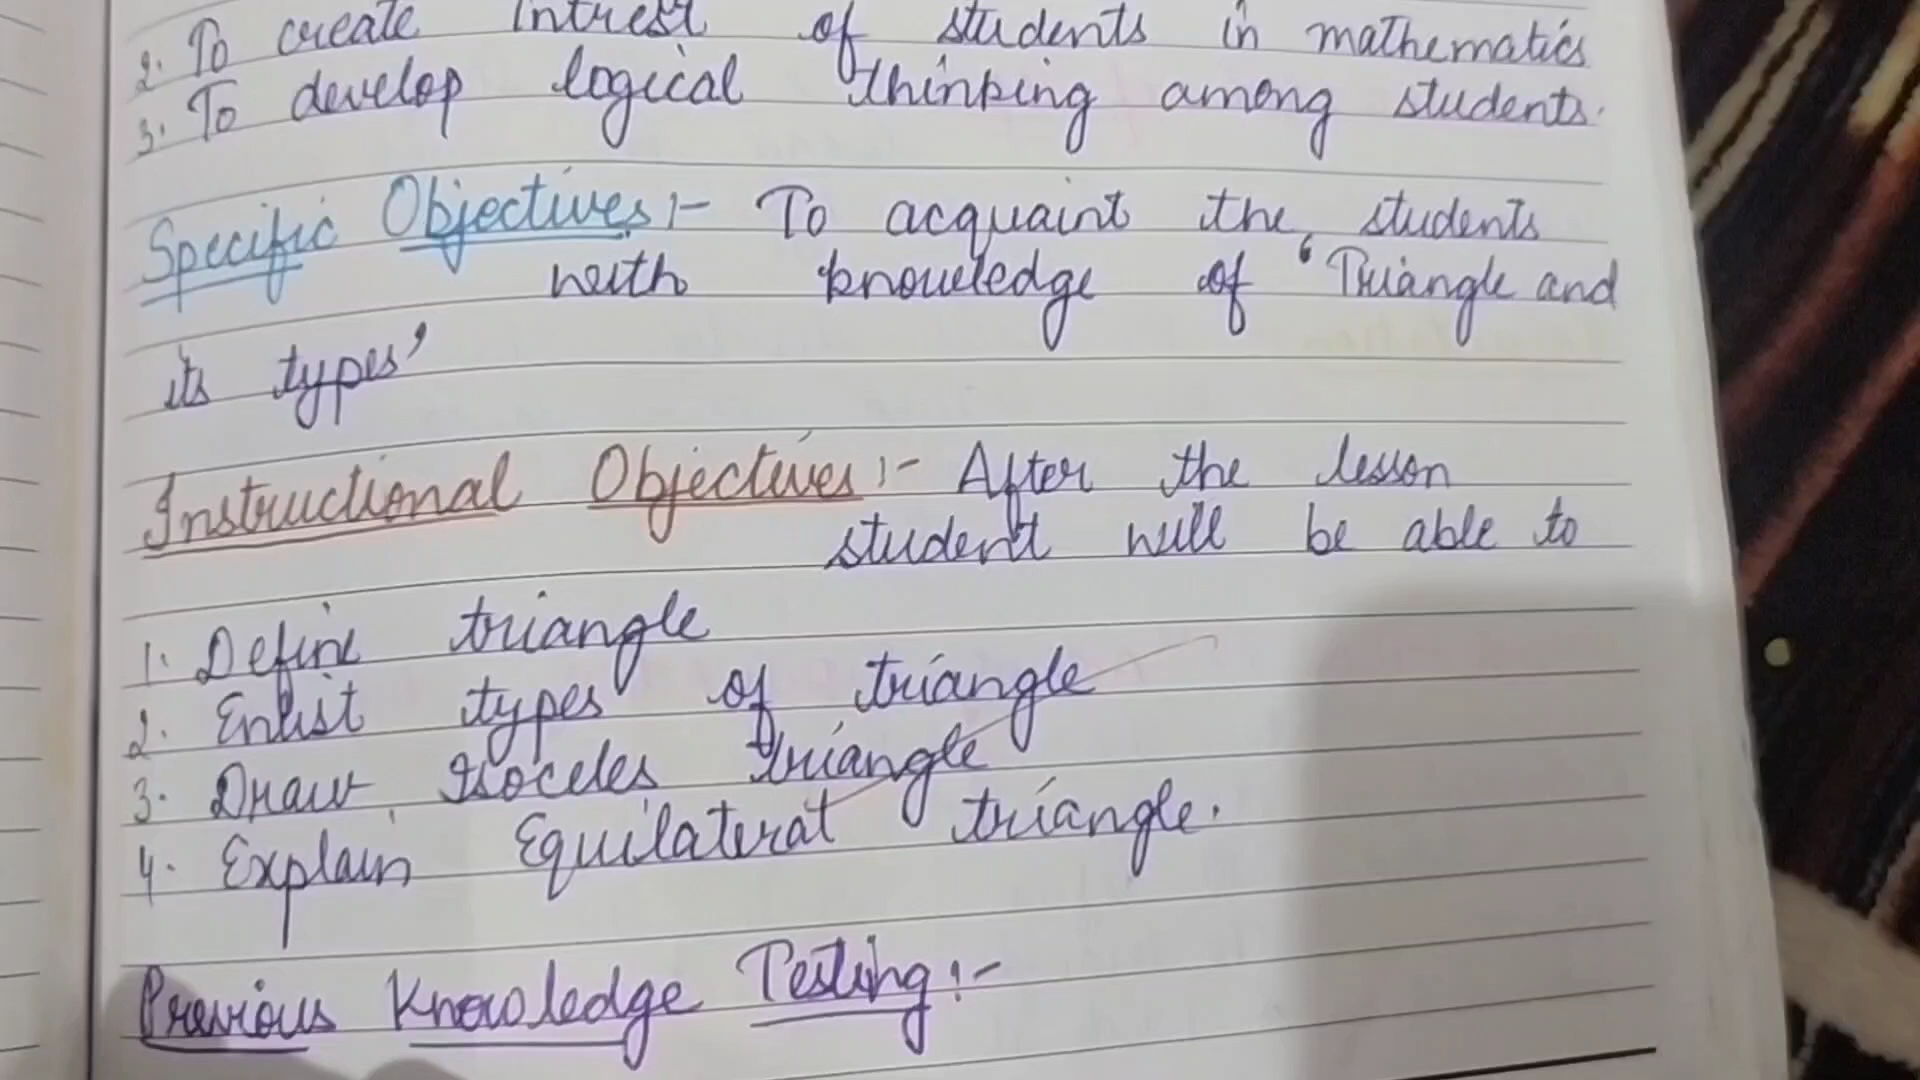 2. To create intrest of students in mathematics
3. To develop logical thinking among students.
Specific Objectives :- To acquaint the students
with knowledge of 'Triangle and
its types'
Instructional Objectives :- After the lesson
student will be able to
1. Define triangle
2. Enlist types of triangle
3. Draw Isoceles triangle
4. Explain Equilateral triangle.
Previous Knowledge Testing :-